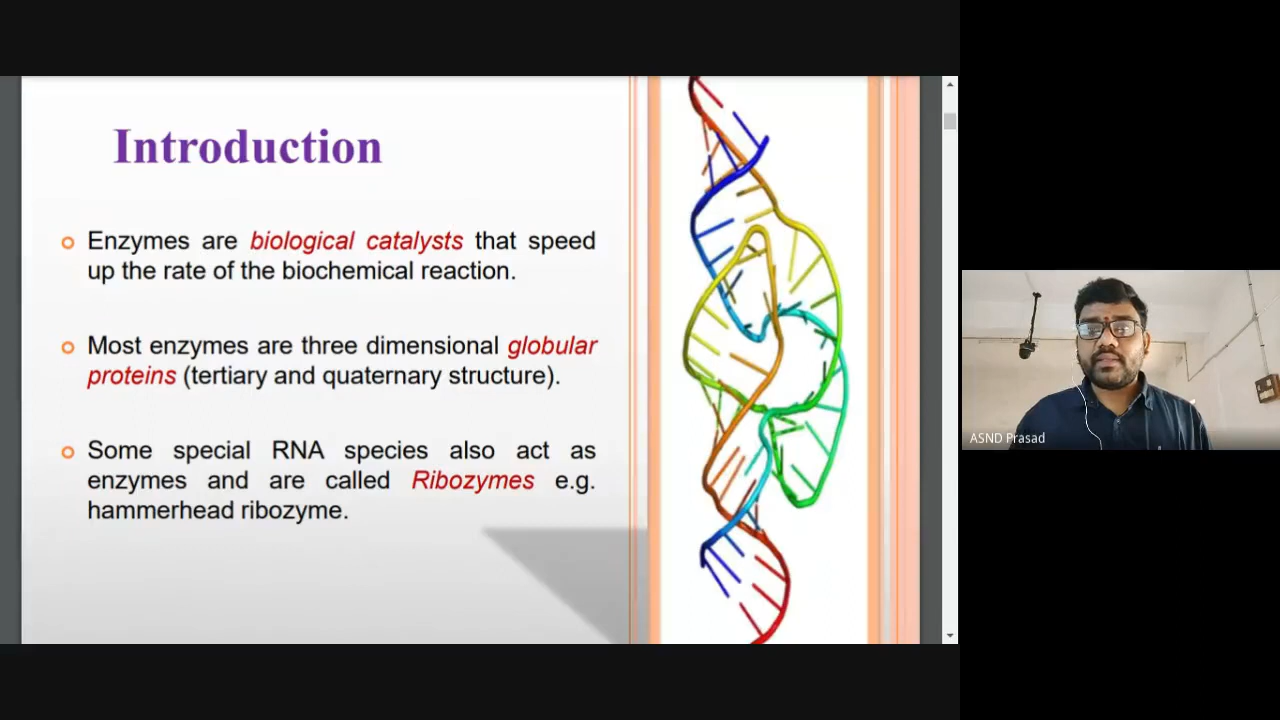 Introduction
Enzymes are biological catalysts that speed
up the rate of the biochemical reaction.
Most enzymes are three dimensional globular
proteins (tertiary and quaternary structure).
Some special RNA species also act as
enzymes and are called Ribozymes e.g.
hammerhead ribozyme.
ASND Prasad